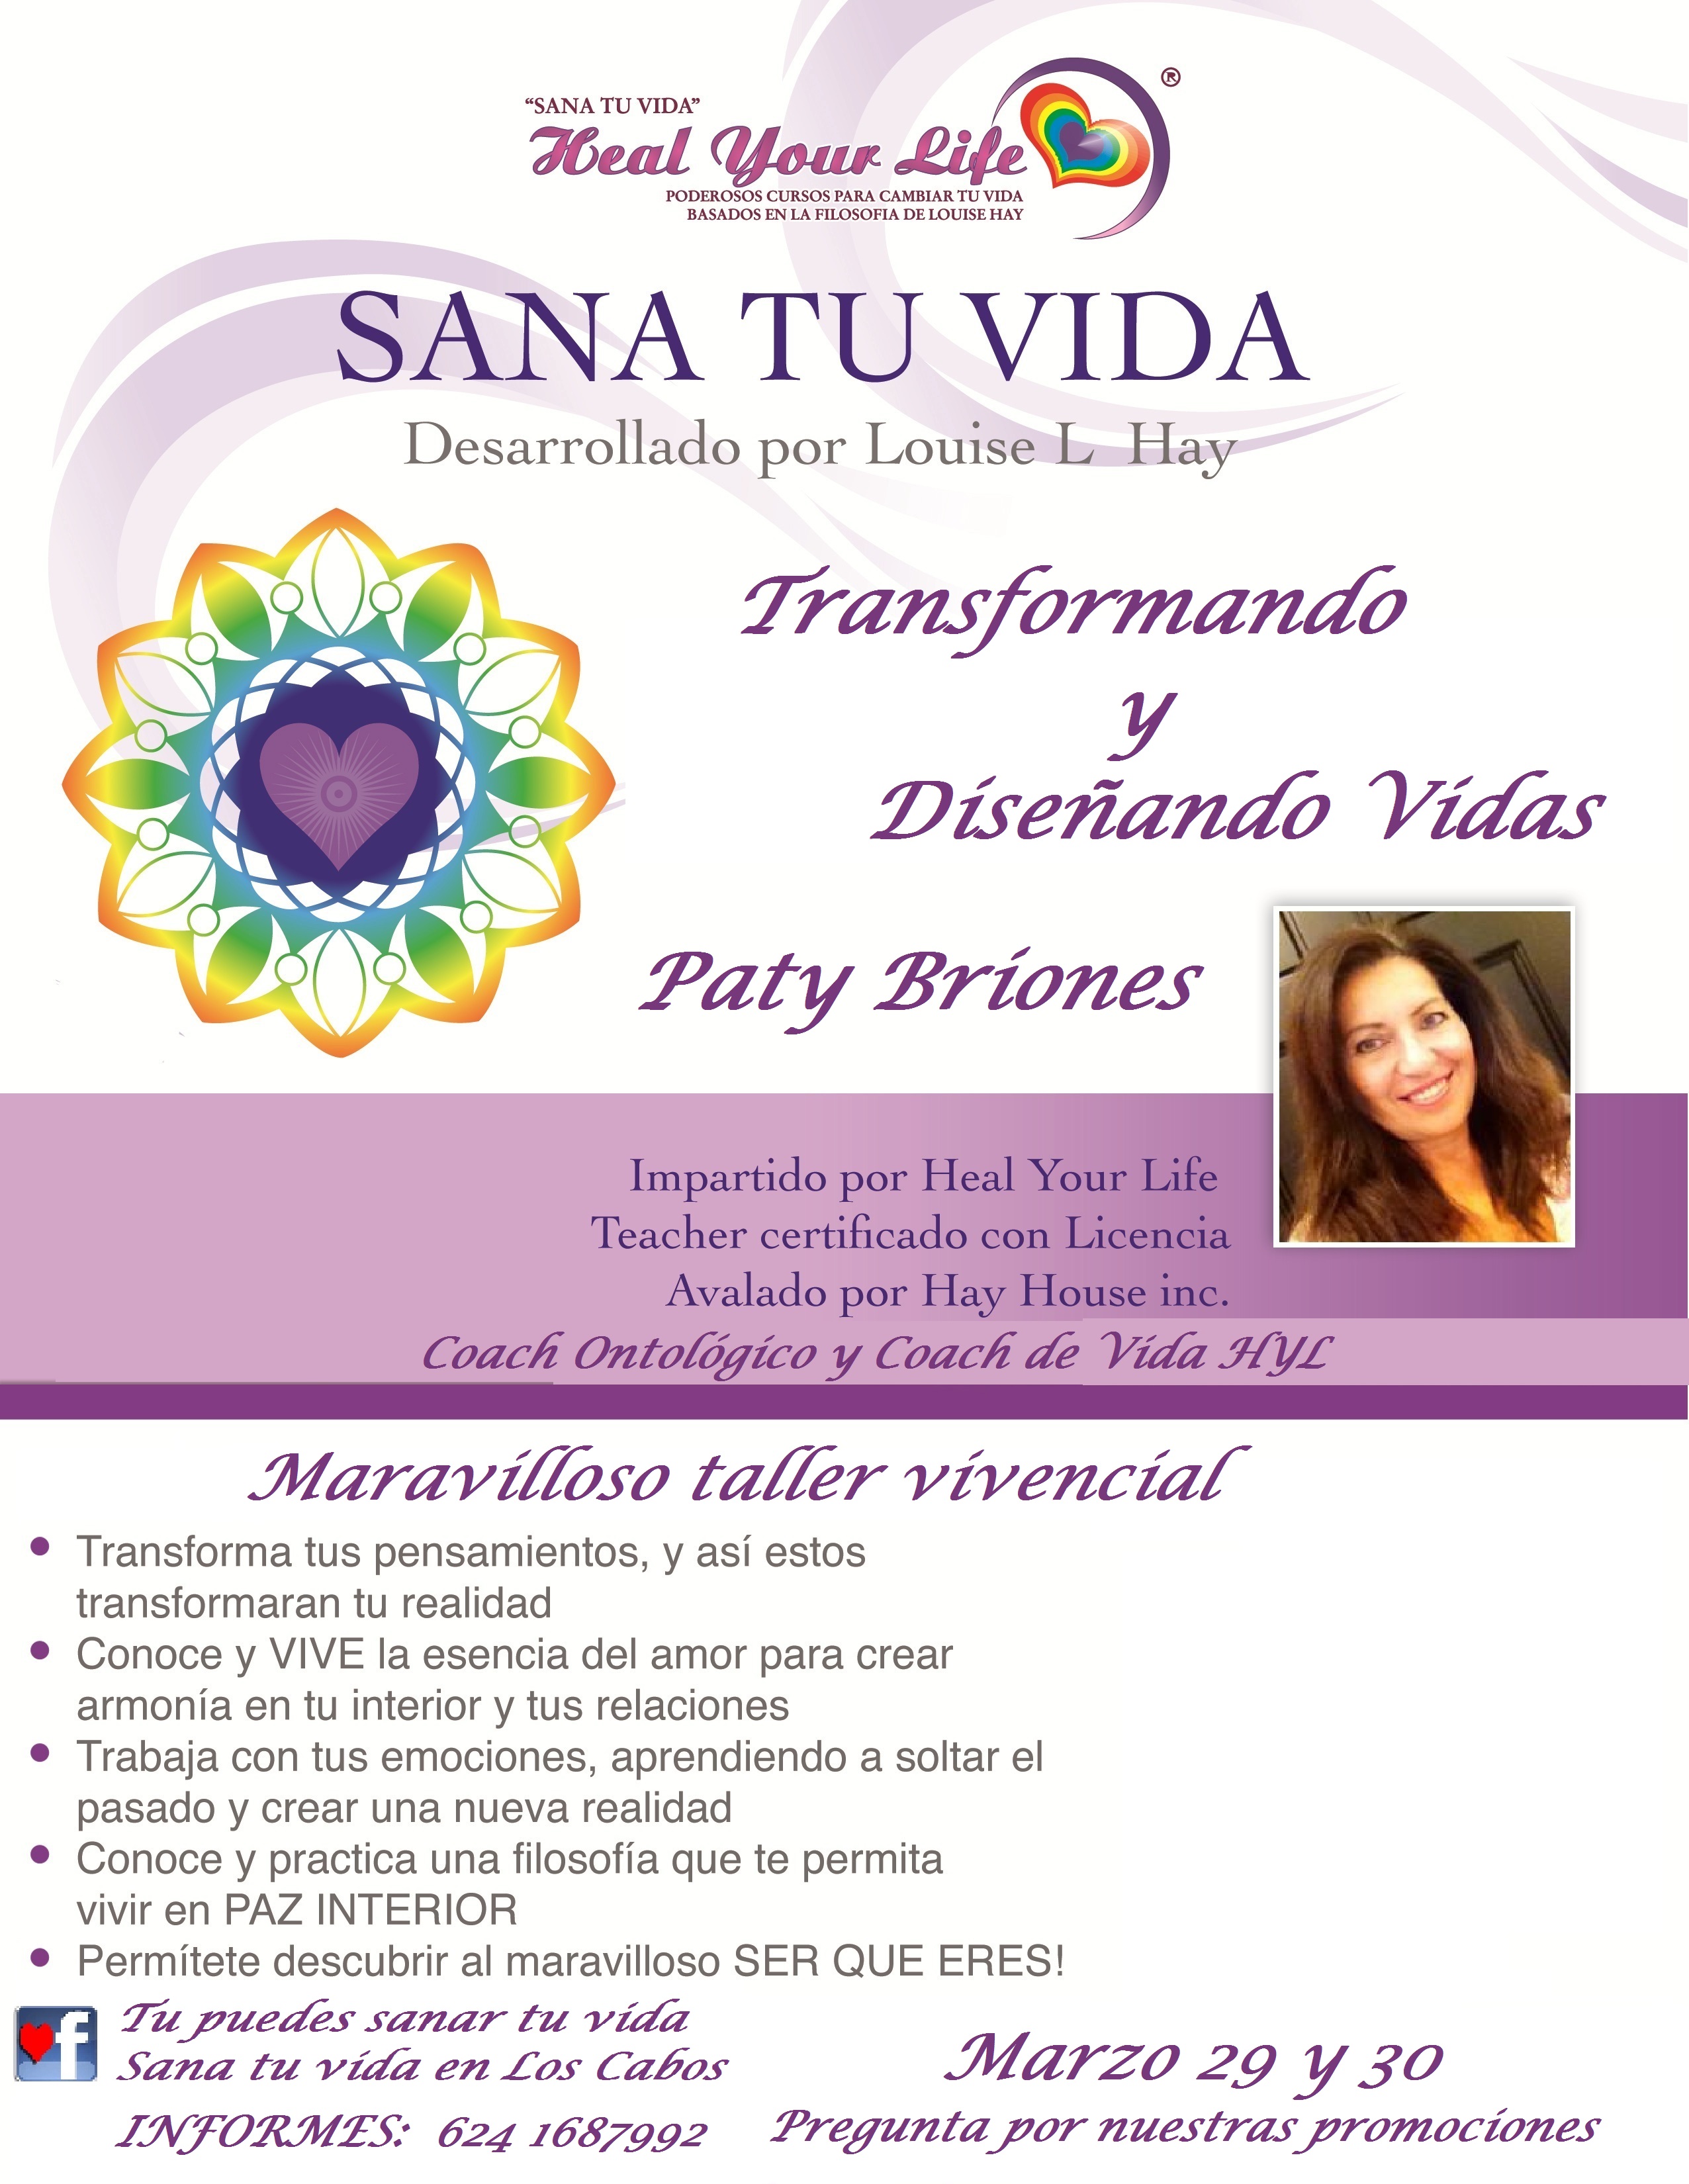 “SANA TU VIDA”
Heal Your Life
®
PODEROSOS CURSOS PARA CAMBIAR TU VIDA
BASADOS EN LA FILOSOFIA DE LOUISE HAY
SANA TU VIDA
Desarrollado por Louise L Hay
Transformando
y
Diseñando Vidas
Paty Briones
Impartido por Heal Your Life
Teacher certificado con Licencia
Avalado por Hay House inc.
Coach Ontológico y Coach de Vida HYL
Maravilloso taller vivencial
• Transforma tus pensamientos, y así estos
transformaran tu realidad
• Conoce y VIVE la esencia del amor para crear
armonía en tu interior y tus relaciones
• Trabaja con tus emociones, aprendiendo a soltar el
pasado y crear una nueva realidad
• Conoce y practica una filosofía que te permita
vivir en PAZ INTERIOR
• Permítete descubrir al maravilloso SER QUE ERES!
f
Tu puedes sanar tu vida
Sana tu vida en Los Cabos
INFORMES: 624 1687992
Marzo 29 y 30
Pregunta por nuestras promociones